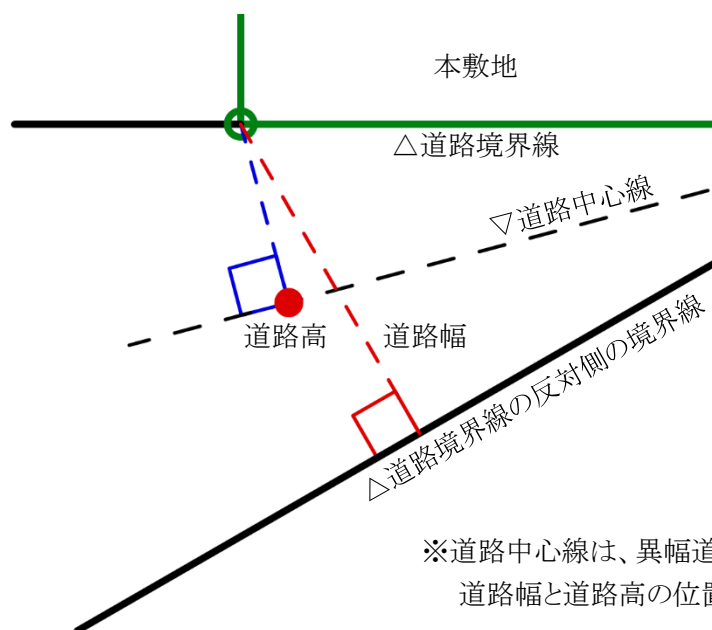 本敷地
△道路境界線
▽道路中心線
道路高
道路幅
△道路境界線の反対側の境界線
※道路中心線は、異幅道
道路幅と道路高の位置